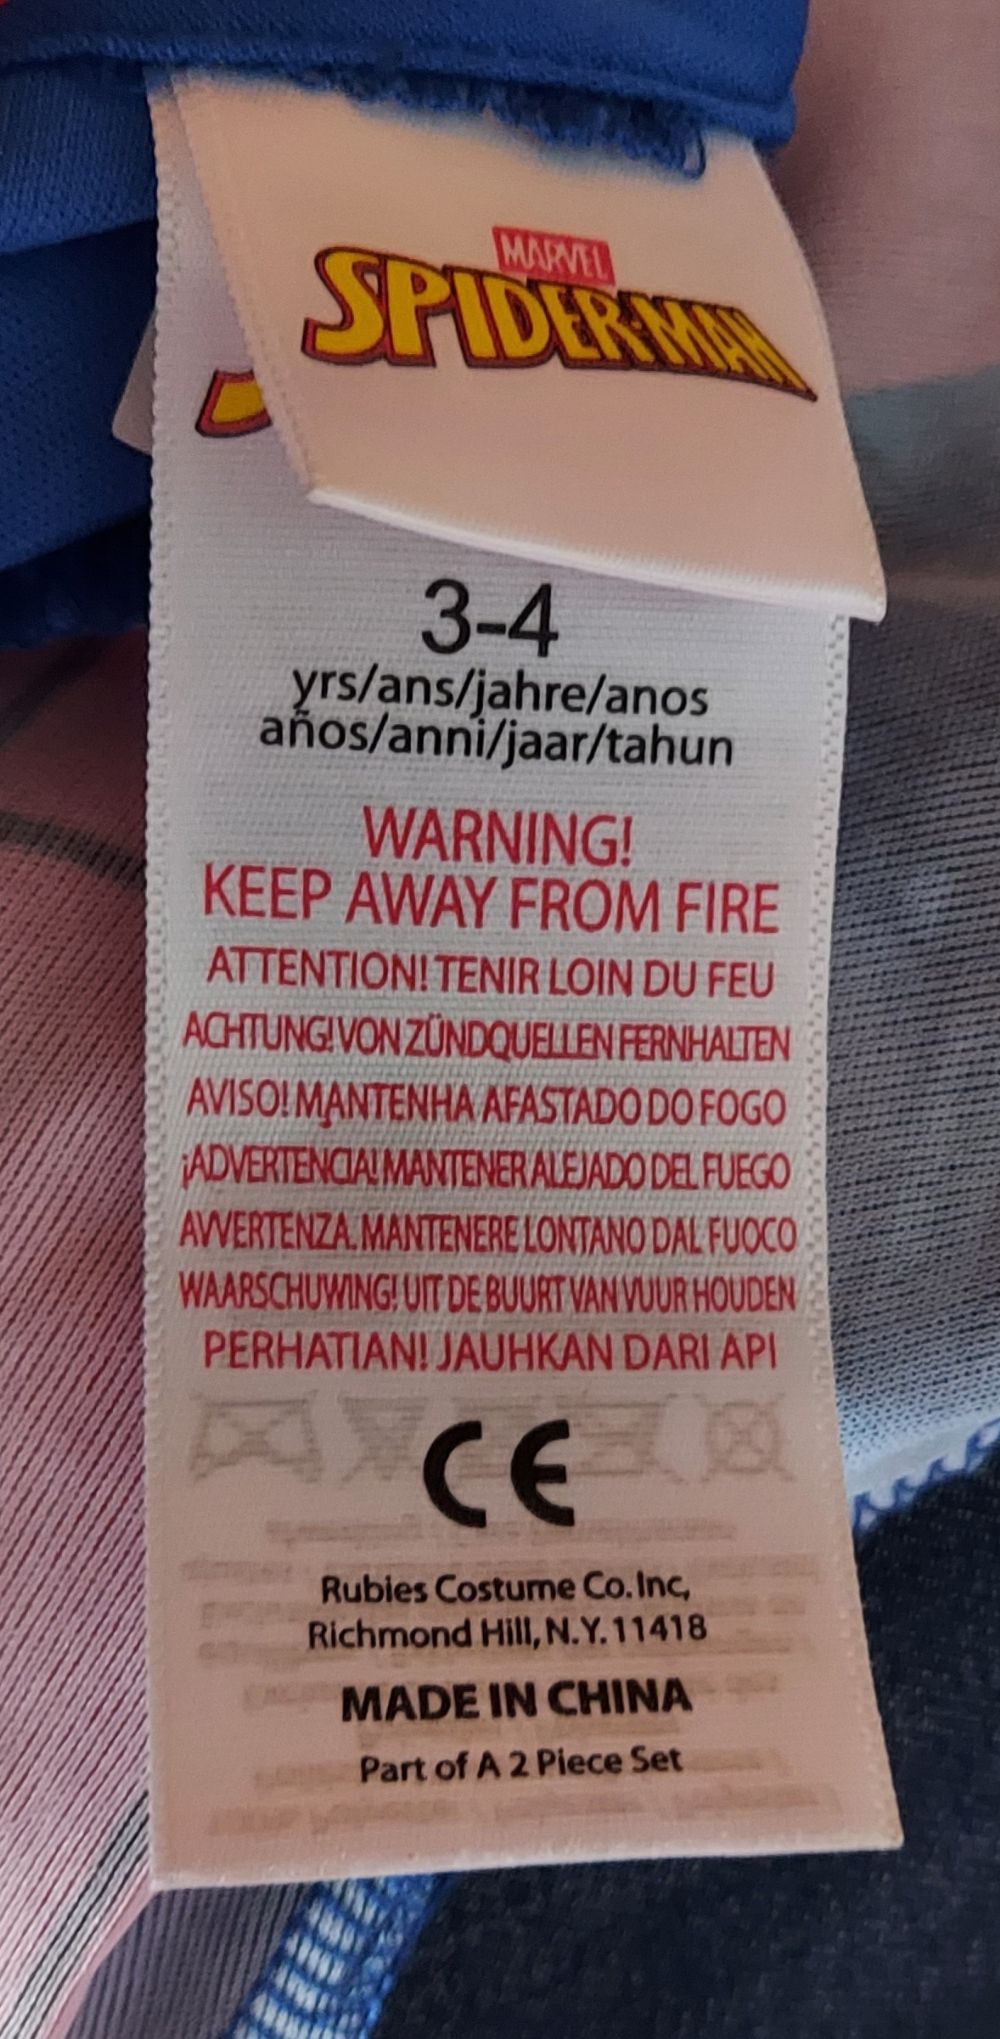 MARVEL
SPIDER-MAN
3-4
yrs/ans/jahre/anos
años/anni/jaar/tahun
WARNING!
KEEP AWAY FROM FIRE
ATTENTION! TENIR LOIN DU FEU
ACHTUNG! VON ZÜNDQUELLEN FERNHALTEN
AVISO! MANTENHA AFASTADO DO FOGO
¡ADVERTENCIA! MANTENER ALEJADO DEL FUEGO
AVVERTENZA. MANTENERE LONTANO DAL FUOCO
WAARSCHUWING! UIT DE BUURT VAN VUUR HOUDEN
PERHATIAN! JAUHKAN DARI API
CE
Rubies Costume Co. Inc,
Richmond Hill, N.Y. 11418
MADE IN CHINA
Part of A 2 Piece Set